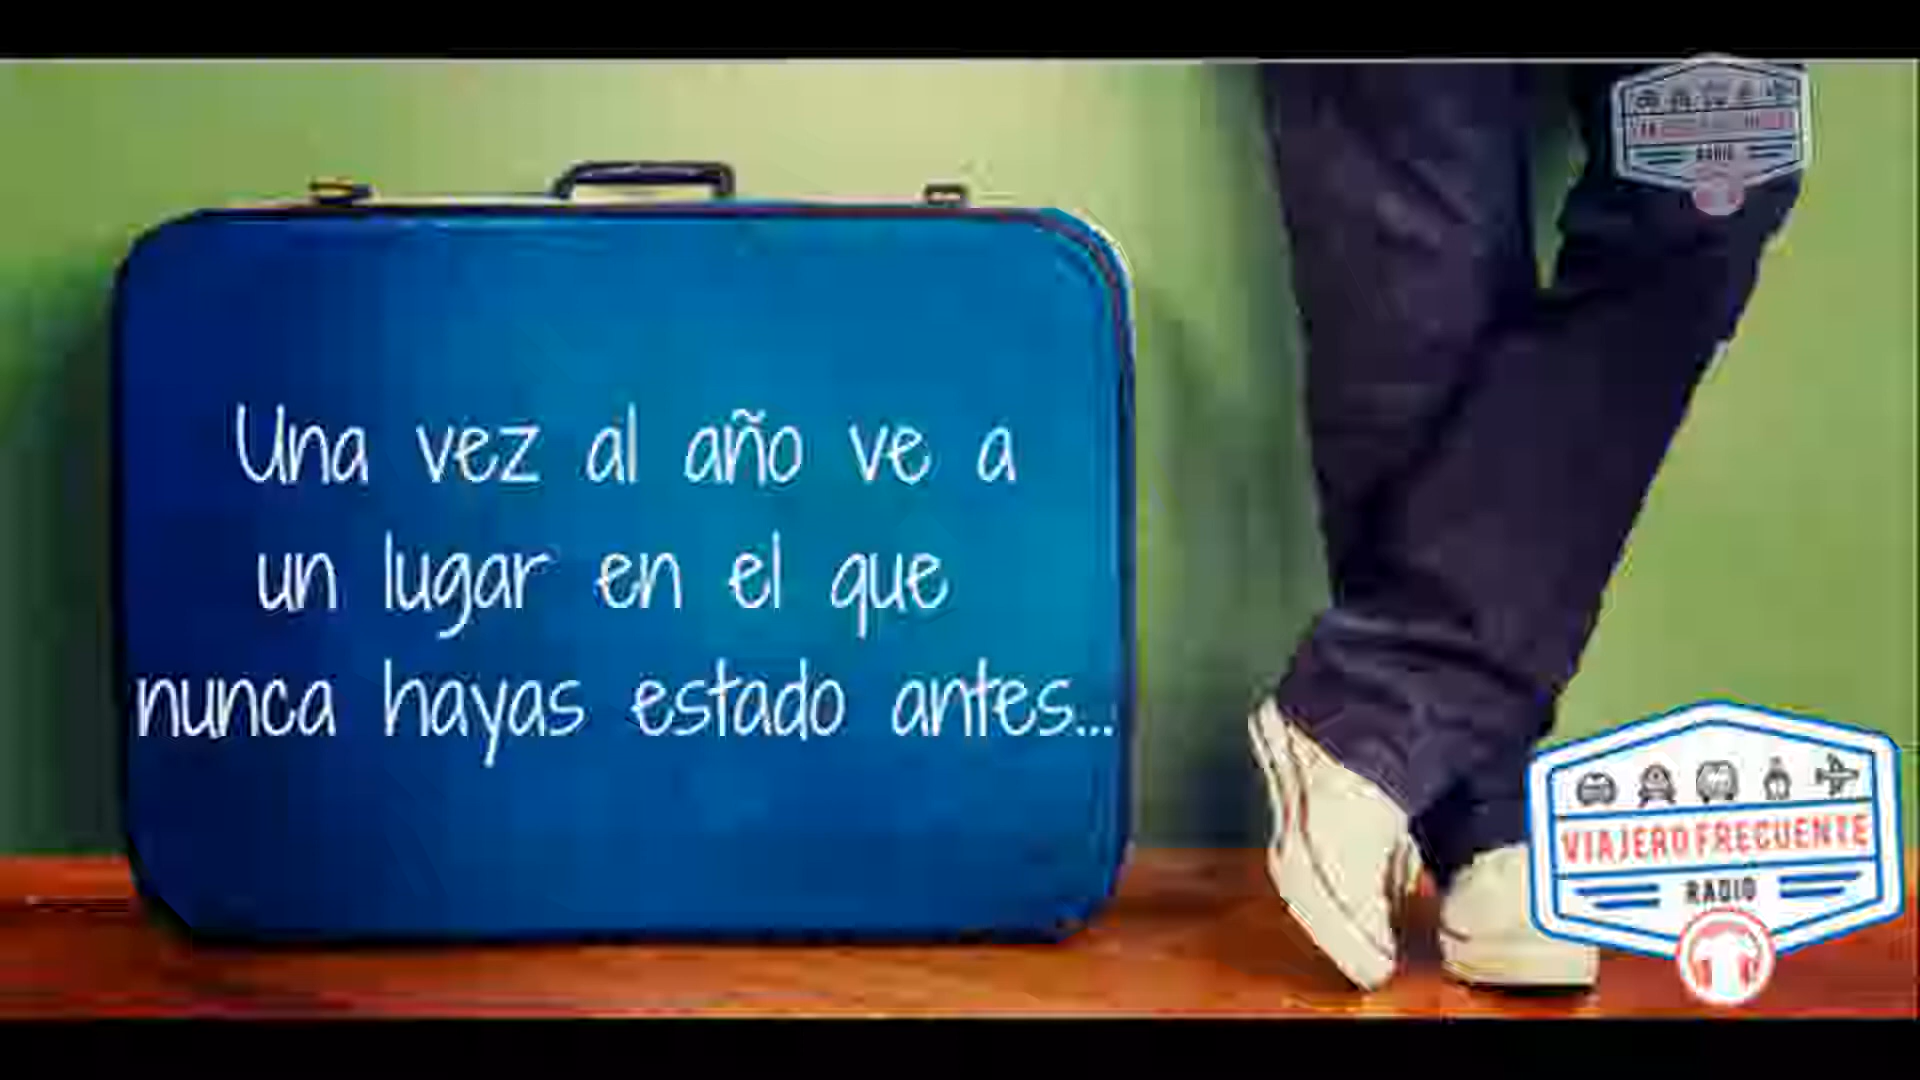 Una vez al año ve a
un lugar en el que
nunca hayas estado antes...
VIAJERO FRECUENTE
RADIO
RADIO